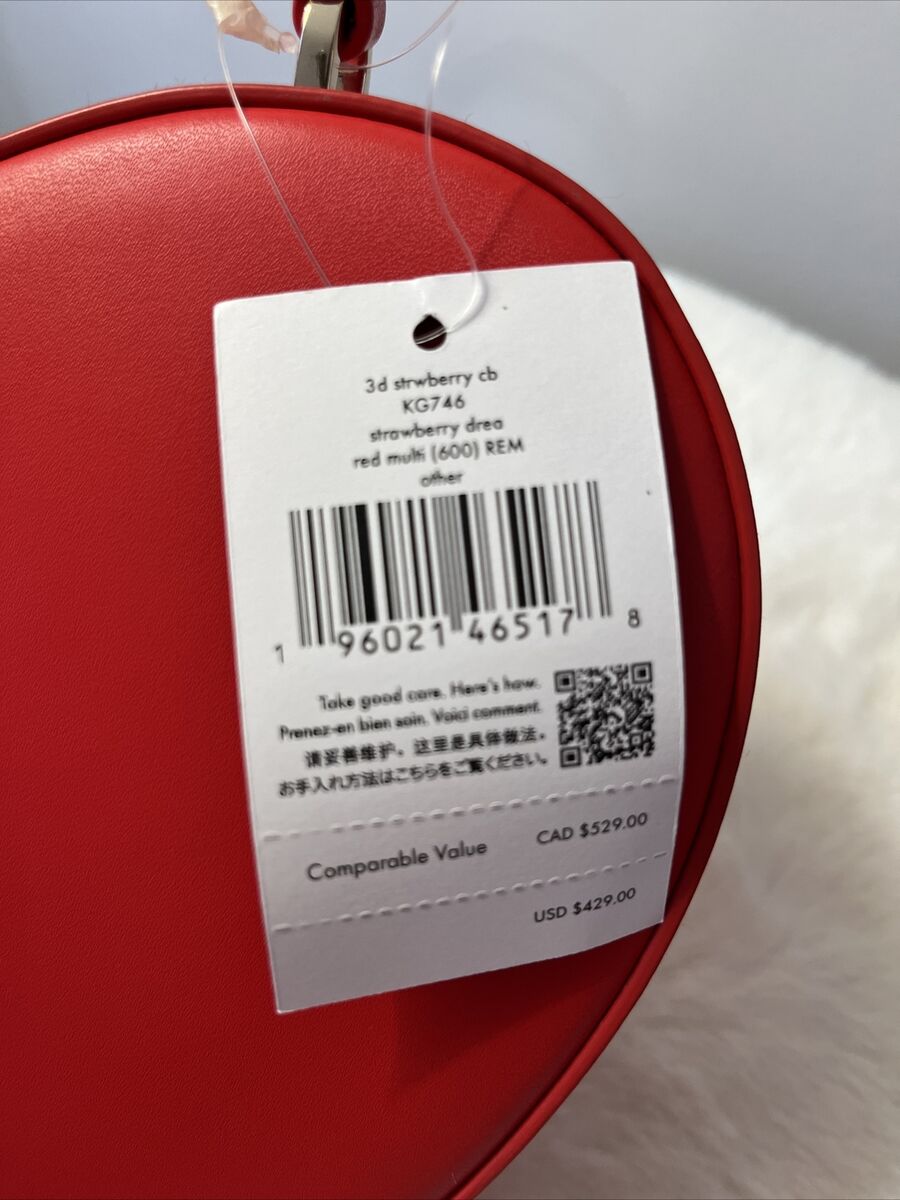 3d strwberry cb
KG746
strawberry drea
red multi (600) REM
other
1 96021 46517 8
Take good care. Here's how.
Prenez-en bien soin. Voici comment.
请妥善维护。这里是具体做法。
お手入れ方法はこちらをご覧ください。
Comparable Value CAD $529.00
USD $429.00